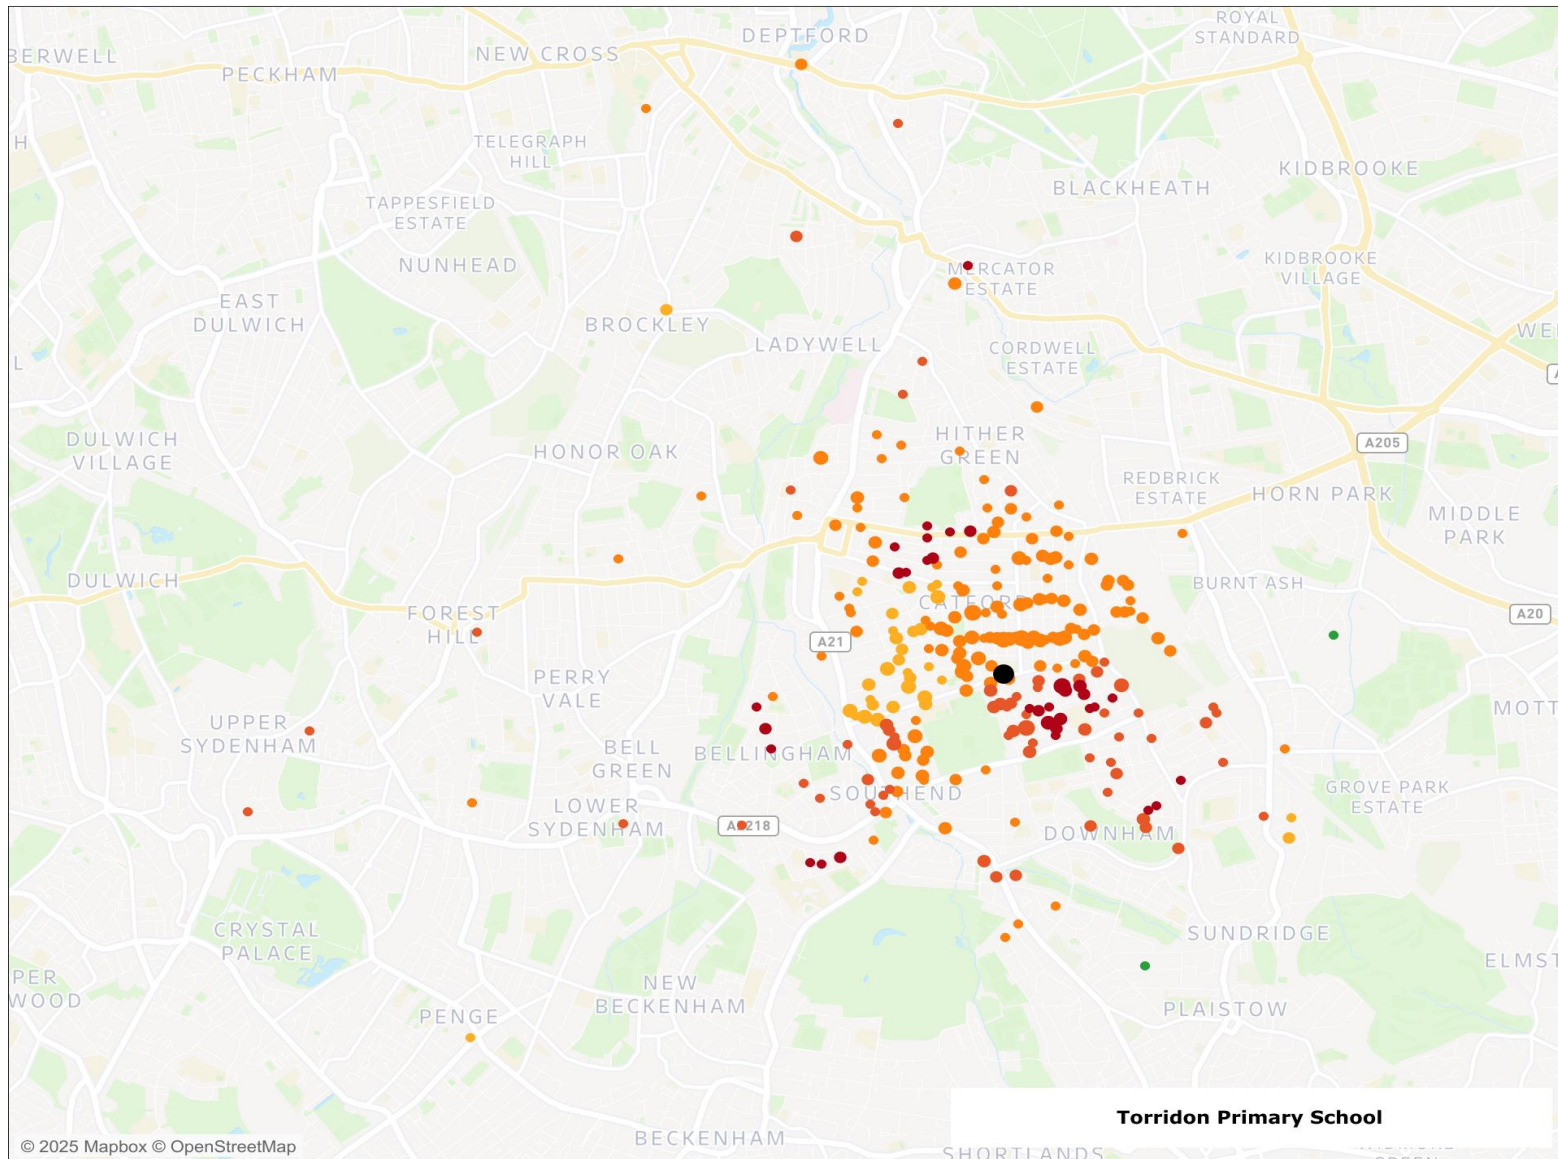 ROYAL
STANDARD
DEPTFORD
BERWELL
NEW CROSS
PECKHAM
H
TELEGRAPH
HILL
KIDBROOKE
BLACKHEATH
TAPPESFIELD
ESTATE
NUNHEAD
KIDBROOKE
VILLAGE
MERCATOR
ESTATE
EAST
DULWICH
BROCKLEY
WE
LADYWELL
CORDWELL
ESTATE
L
A
DULWICH
VILLAGE
HONOR OAK
HITHER
GREEN
A205
REDBRICK
ESTATE
HORN PARK
MIDDLE
PARK
DULWICH
BURNT ASH
CATFORD
FOREST
HILL
A20
A21
PERRY
VALE
MOTT
UPPER
SYDENHAM
BELL
GREEN
BELLINGHAM
SOUTHEND
GROVE PARK
ESTATE
LOWER
SYDENHAM
A2218
DOWNHAM
CRYSTAL
PALACE
SUNDRIDGE
ELMST
PER
WOOD
NEW
BECKENHAM
PENGE
PLAISTOW
Torridon Primary School
BECKENHAM
SHORTLANDS
© 2025 Mapbox © OpenStreetMap